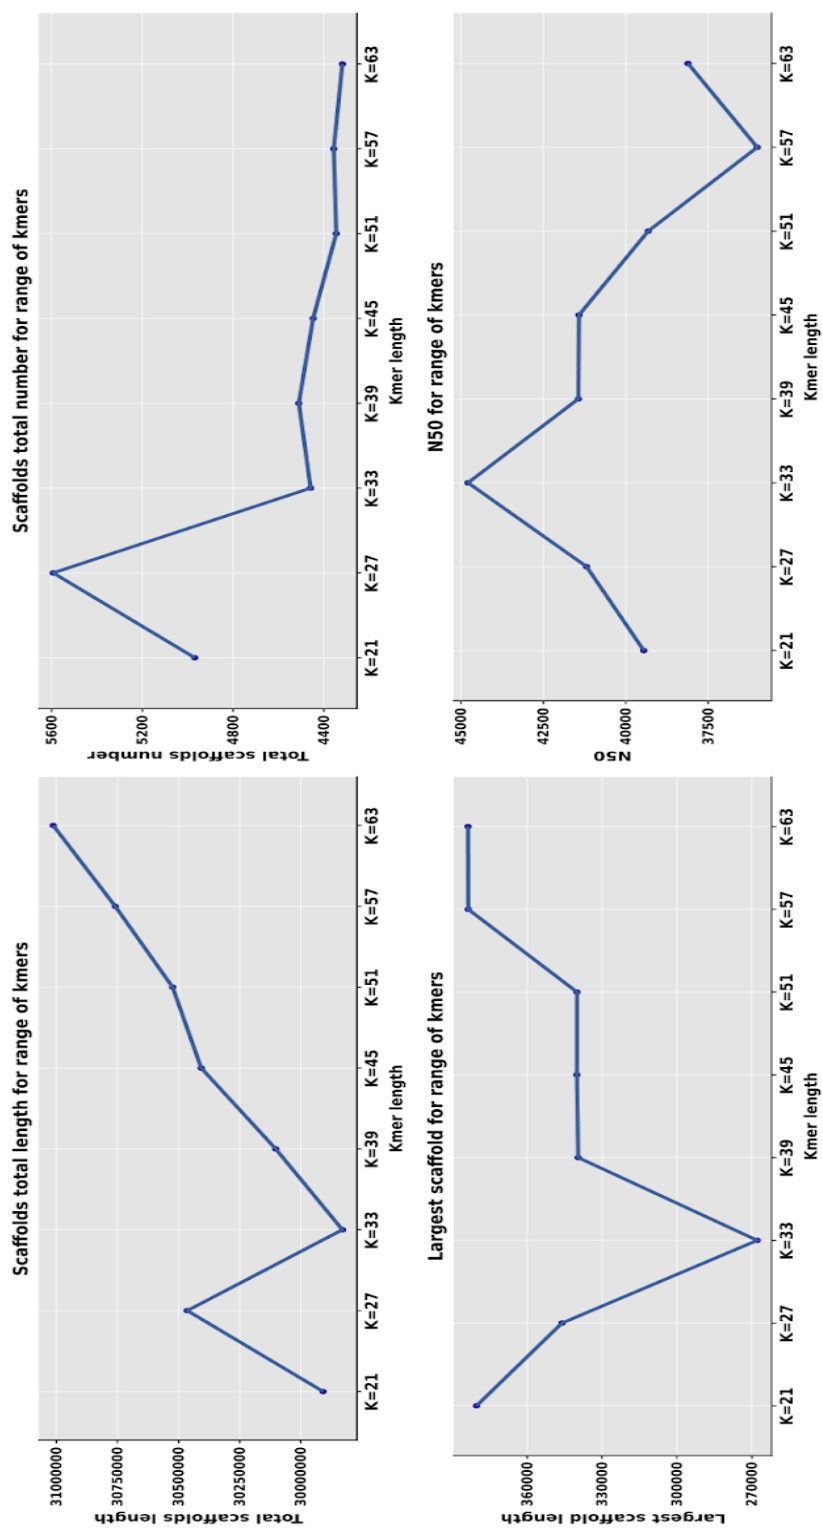 Scaffolds total length for range of kmers
Total scaffolds length
31000000
30750000
30500000
30250000
30000000
K=21 K=27 K=33 K=39 K=45 K=51 K=57 K=63
Kmer length
Scaffolds total number for range of kmers
Total scaffolds number
5600
5200
4800
4400
K=21 K=27 K=33 K=39 K=45 K=51 K=57 K=63
Kmer length
Largest scaffold for range of kmers
Largest scaffold length
360000
330000
300000
270000
K=21 K=27 K=33 K=39 K=45 K=51 K=57 K=63
Kmer length
N50 for range of kmers
N50
45000
42500
40000
37500
K=21 K=27 K=33 K=39 K=45 K=51 K=57 K=63
Kmer length